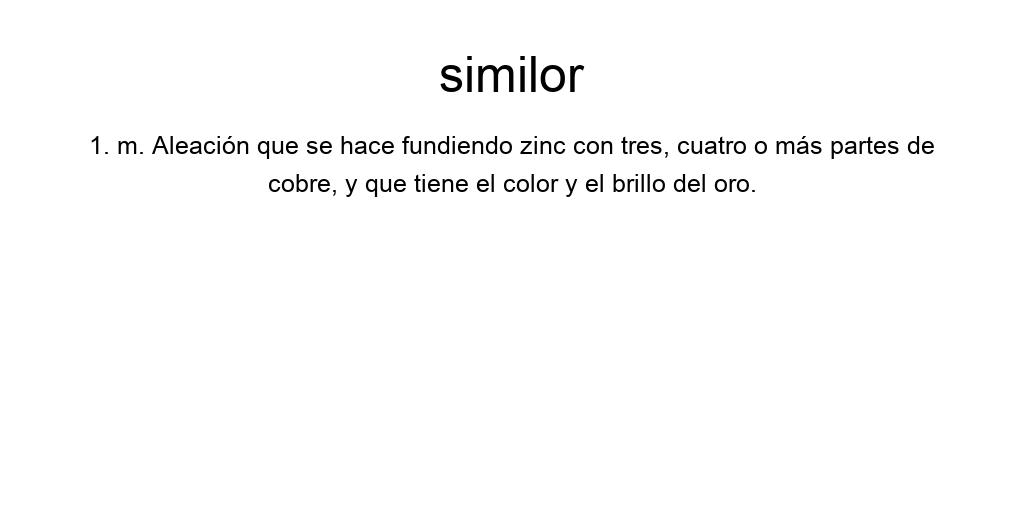 similor
1. m. Aleación que se hace fundiendo zinc con tres, cuatro o más partes de
cobre, y que tiene el color y el brillo del oro.